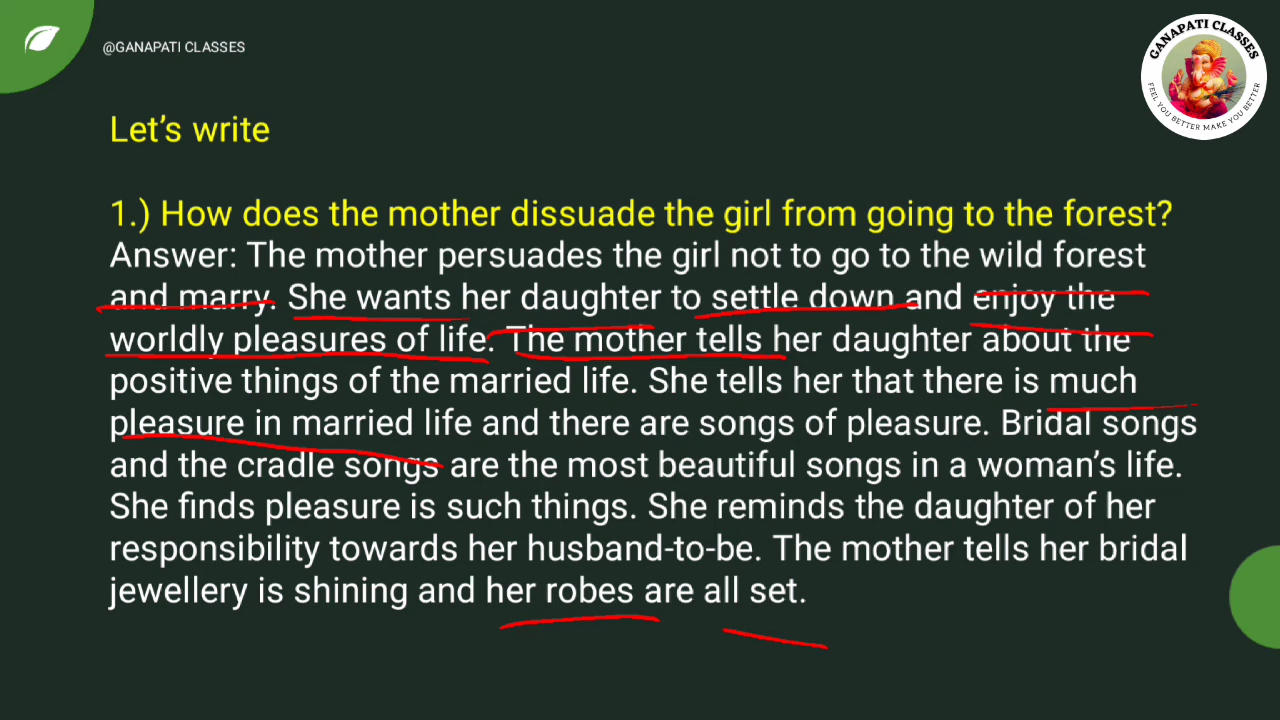 @GANAPATI CLASSES
GANAPATI CLASSES
FEEL YOU BETTER MAKE YOU BETTER
Let's write
1.) How does the mother dissuade the girl from going to the forest?
Answer: The mother persuades the girl not to go to the wild forest
and marry. She wants her daughter to settle down and enjoy the
worldly pleasures of life. The mother tells her daughter about the
positive things of the married life. She tells her that there is much
pleasure in married life and there are songs of pleasure. Bridal songs
and the cradle songs are the most beautiful songs in a woman's life.
She finds pleasure is such things. She reminds the daughter of her
responsibility towards her husband-to-be. The mother tells her bridal
jewellery is shining and her robes are all set.